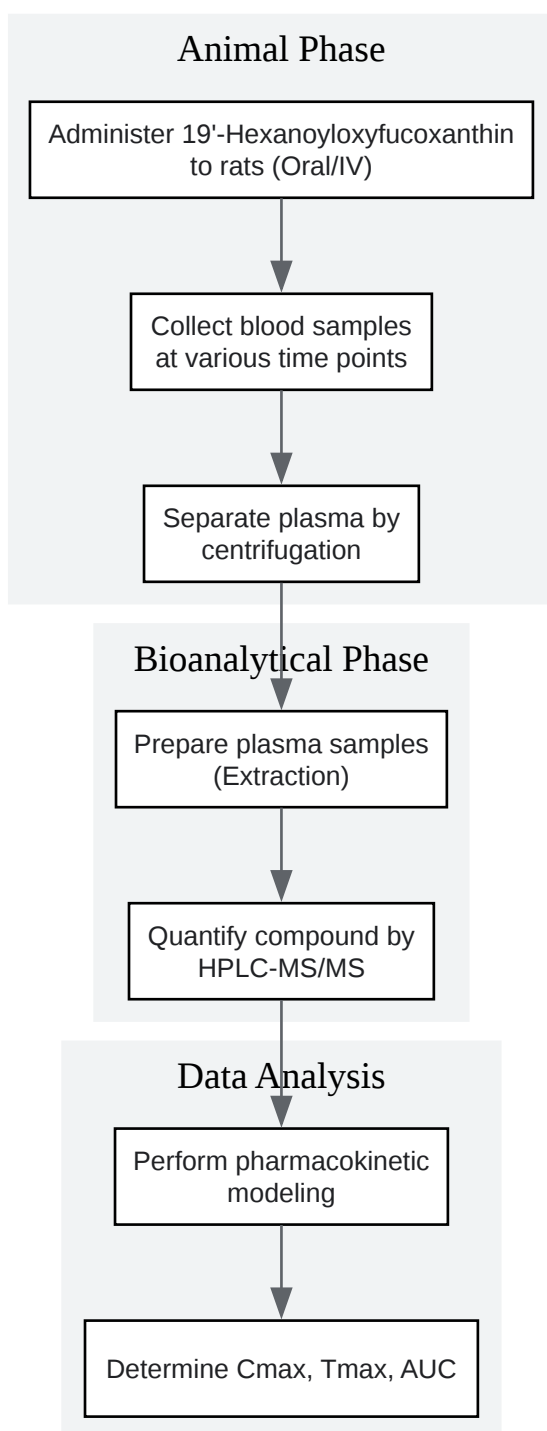 Animal Phase
Administer 19'-Hexanoyloxyfucoxanthin
to rats (Oral/IV)
Collect blood samples
at various time points
Separate plasma by
centrifugation
Bioanalytical Phase
Prepare plasma samples
(Extraction)
Quantify compound by
HPLC-MS/MS
Data Analysis
Perform pharmacokinetic
modeling
Determine Cmax, Tmax, AUC